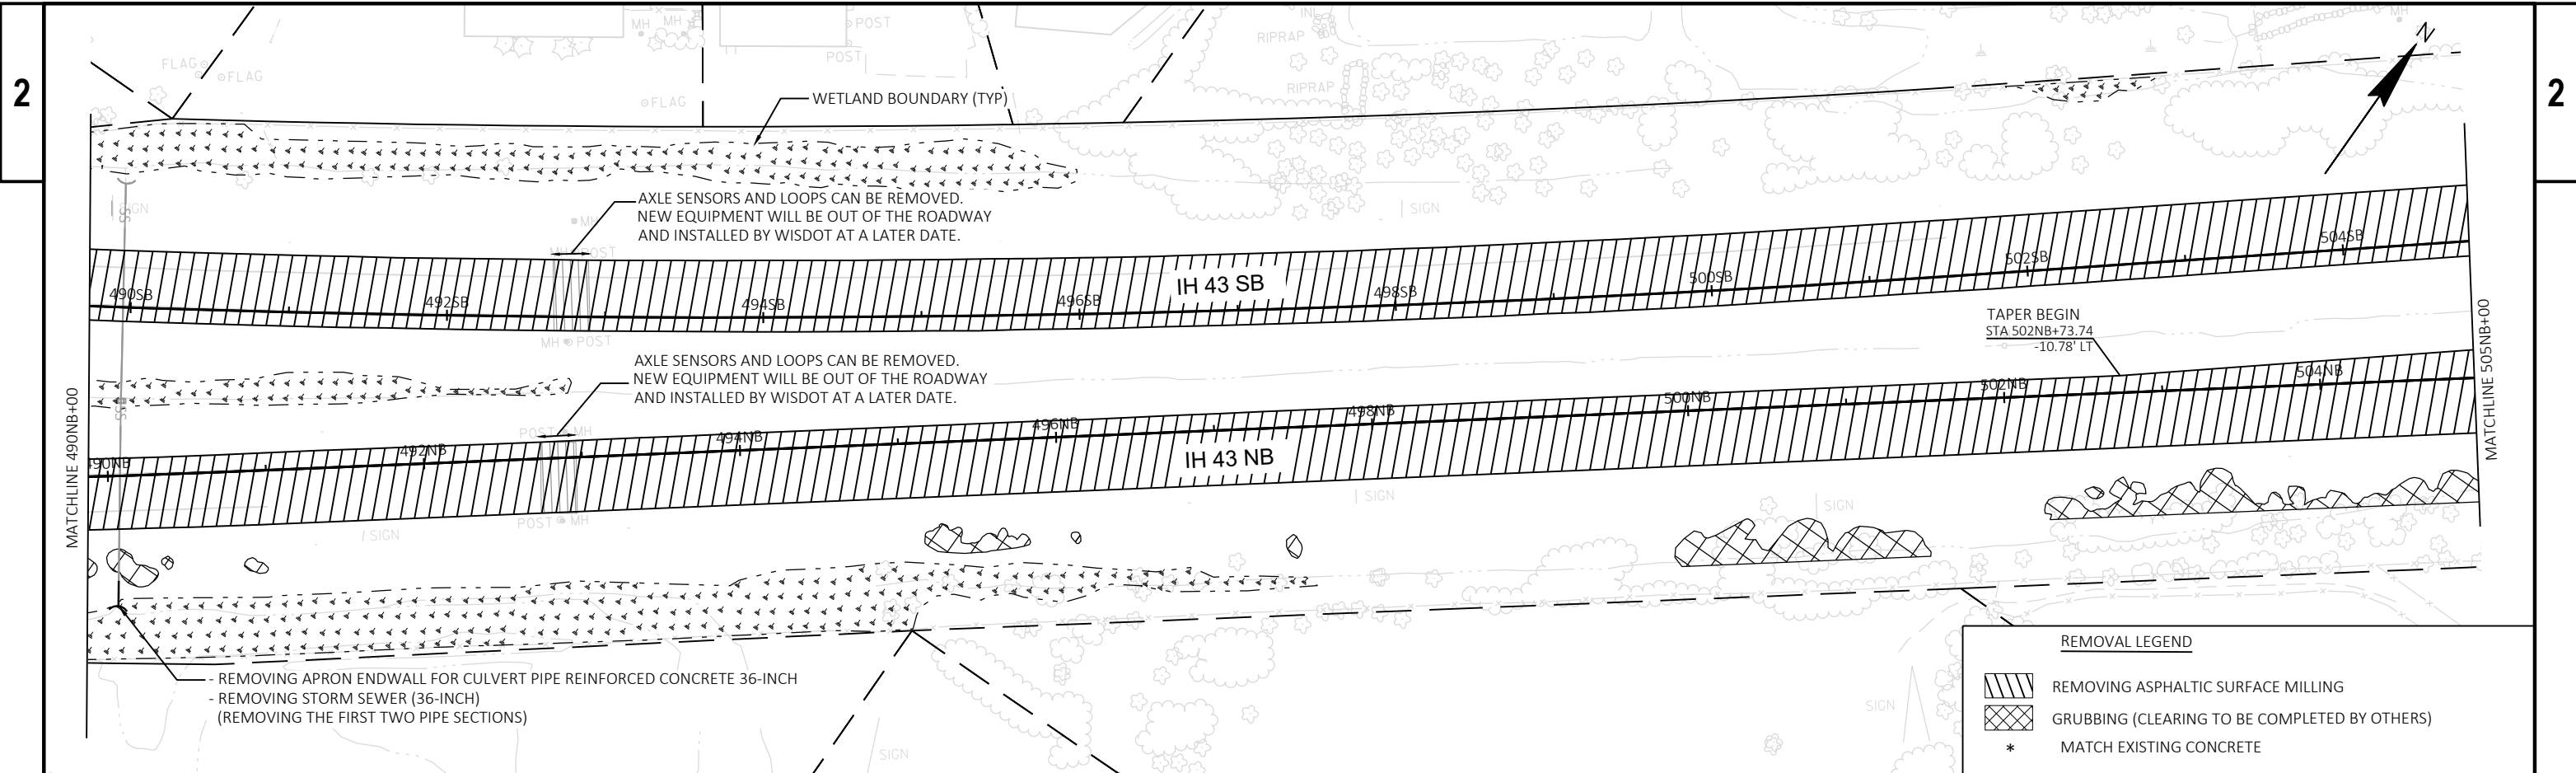 2
2
MH
MH
POST
POST
FLAG
FLAG
FLAG
RIPRAP
RIPRAP
MH
N
WETLAND BOUNDARY (TYP)
AXLE SENSORS AND LOOPS CAN BE REMOVED.
NEW EQUIPMENT WILL BE OUT OF THE ROADWAY
AND INSTALLED BY WISDOT AT A LATER DATE.
SIGN
SS
MH
MH
POST
SIGN
490SB
492SB
494SB
496SB
IH 43 SB
498SB
500SB
502SB
504SB
MH
POST
TAPER BEGIN
STA 502NB+73.74
-10.78' LT
AXLE SENSORS AND LOOPS CAN BE REMOVED.
NEW EQUIPMENT WILL BE OUT OF THE ROADWAY
AND INSTALLED BY WISDOT AT A LATER DATE.
SS
MATCHLINE 490NB+00
MATCHLINE 505NB+00
POST
MH
490NB
492NB
494NB
496NB
IH 43 NB
498NB
500NB
502NB
504NB
POST
MH
SIGN
SIGN
SIGN
- REMOVING APRON ENDWALL FOR CULVERT PIPE REINFORCED CONCRETE 36-INCH
- REMOVING STORM SEWER (36-INCH)
(REMOVING THE FIRST TWO PIPE SECTIONS)
SIGN
SIGN
REMOVAL LEGEND
REMOVING ASPHALTIC SURFACE MILLING
GRUBBING (CLEARING TO BE COMPLETED BY OTHERS)
* MATCH EXISTING CONCRETE